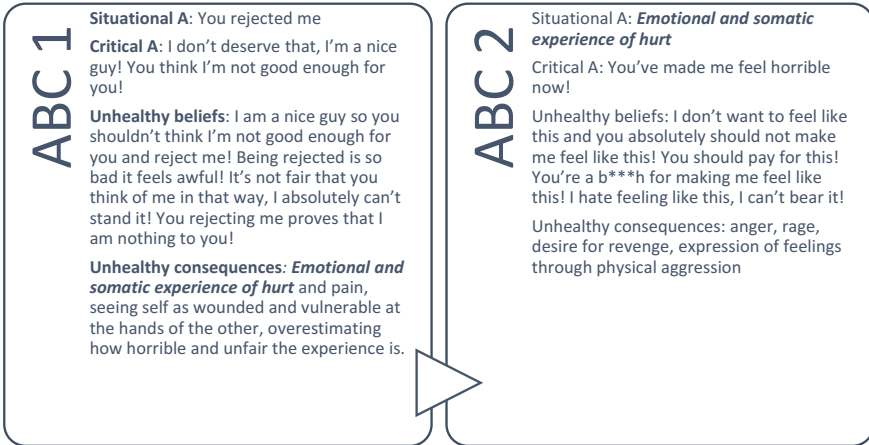 ABC 1
Situational A: You rejected me
Critical A: I don't deserve that, I'm a nice
guy! You think I'm not good enough for
you!
Unhealthy beliefs: I am a nice guy so you
shouldn't think I'm not good enough for
you and reject me! Being rejected is so
bad it feels awful! It's not fair that you
think of me in that way, I absolutely can't
stand it! You rejecting me proves that I
am nothing to you!
Unhealthy consequences: Emotional and
somatic experience of hurt and pain,
seeing self as wounded and vulnerable at
the hands of the other, overestimating
how horrible and unfair the experience is.
ABC 2
Situational A: Emotional and somatic
experience of hurt
Critical A: You've made me feel horrible
now!
Unhealthy beliefs: I don't want to feel like
this and you absolutely should not make
me feel like this! You should pay for this!
You're a b***h for making me feel like
this! I hate feeling like this, I can't bear it!
Unhealthy consequences: anger, rage,
desire for revenge, expression of feelings
through physical aggression